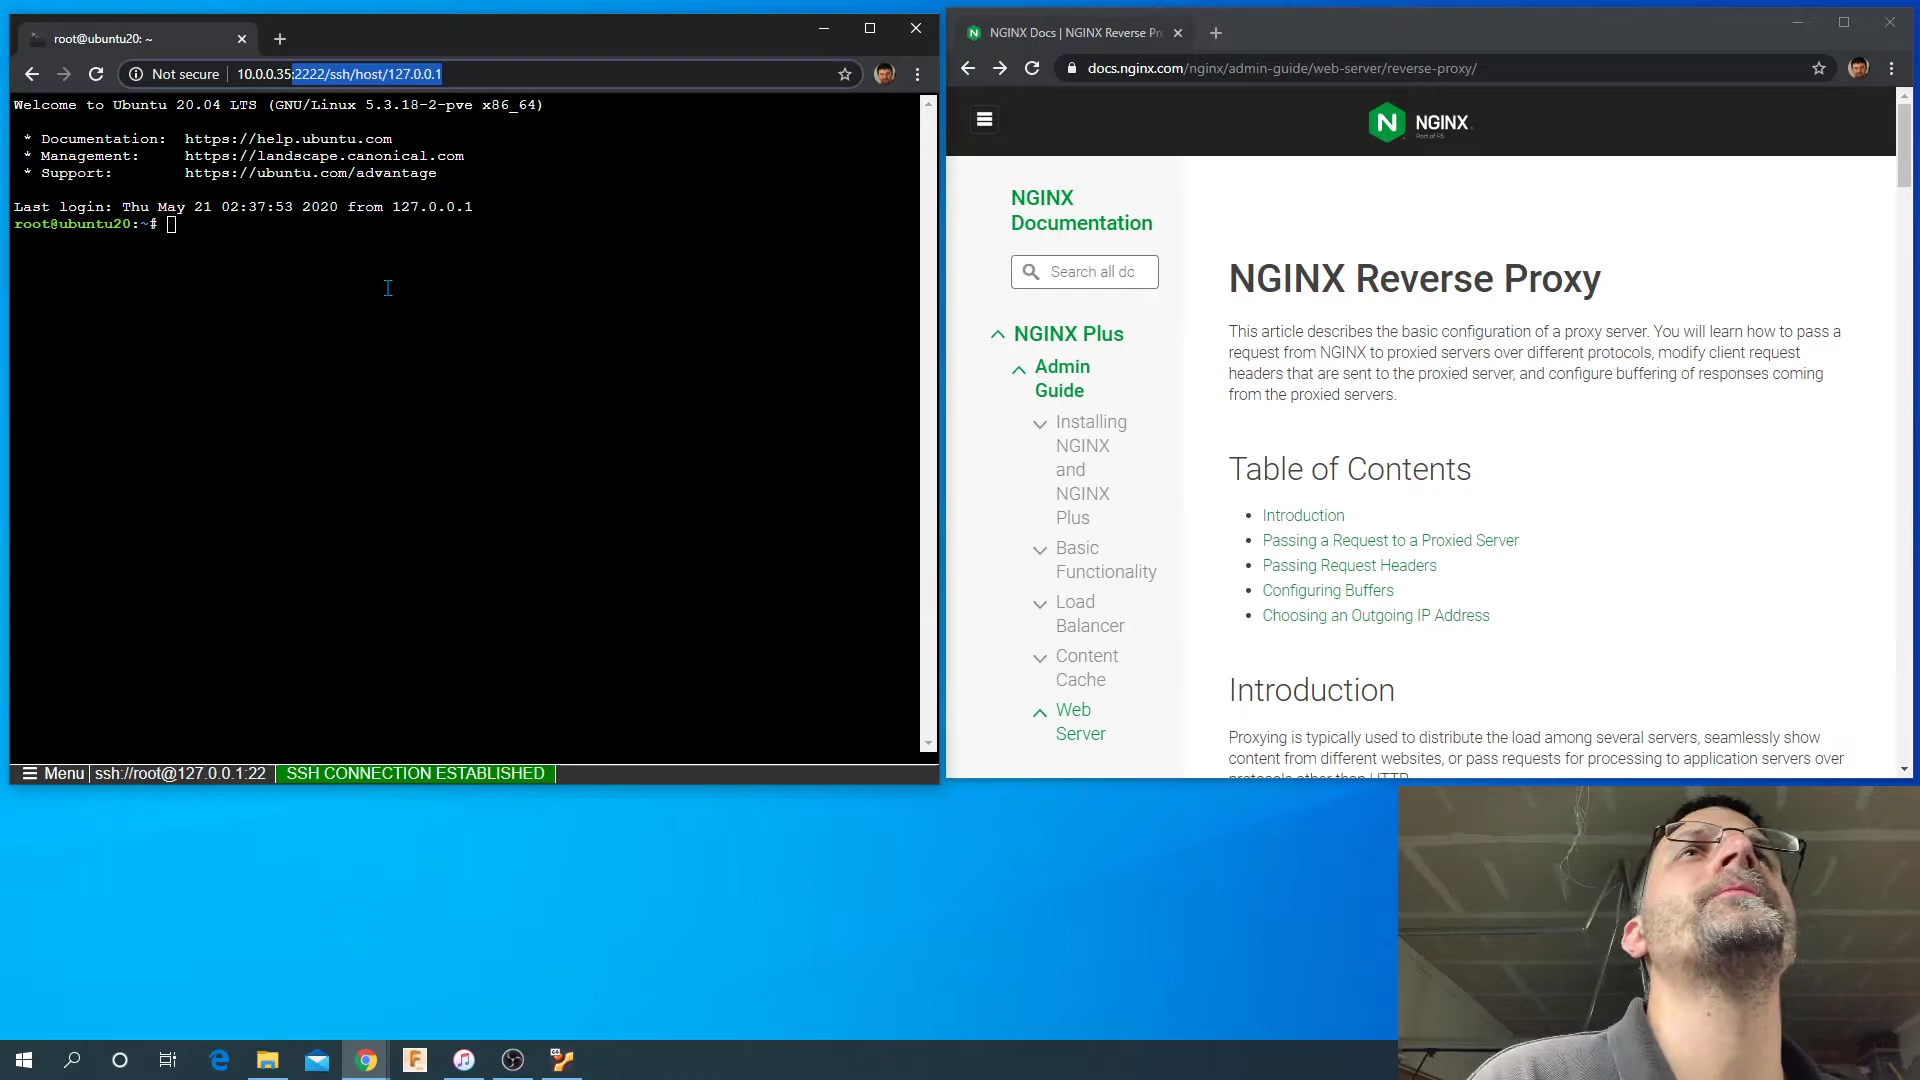 root@ubuntu20: ~
Not secure
10.0.0.35:2222/ssh/host/127.0.0.1
Welcome to Ubuntu 20.04 LTS (GNU/Linux 5.3.18-2-pve x86_64)
* Documentation: https://help.ubuntu.com
* Management: https://landscape.canonical.com
* Support: https://ubuntu.com/advantage
Last login: Thu May 21 02:37:53 2020 from 127.0.0.1
root@ubuntu20:~#
Menu
ssh://root@127.0.0.1:22
SSH CONNECTION ESTABLISHED
NGINX Docs | NGINX Reverse Pr
docs.nginx.com/nginx/admin-guide/web-server/reverse-proxy/
N
NGINX
Part of F5
NGINX
Documentation
Search all dc
NGINX Plus
Admin
Guide
Installing
NGINX
and
NGINX
Plus
Basic
Functionality
Load
Balancer
Content
Cache
Web
Server
NGINX Reverse Proxy
This article describes the basic configuration of a proxy server. You will learn how to pass a
request from NGINX to proxied servers over different protocols, modify client request
headers that are sent to the proxied server, and configure buffering of responses coming
from the proxied servers.
Table of Contents
• Introduction
• Passing a Request to a Proxied Server
• Passing Request Headers
• Configuring Buffers
• Choosing an Outgoing IP Address
Introduction
Proxying is typically used to distribute the load among several servers, seamlessly show
content from different websites, or pass requests for processing to application servers over
protocols other than HTTP.